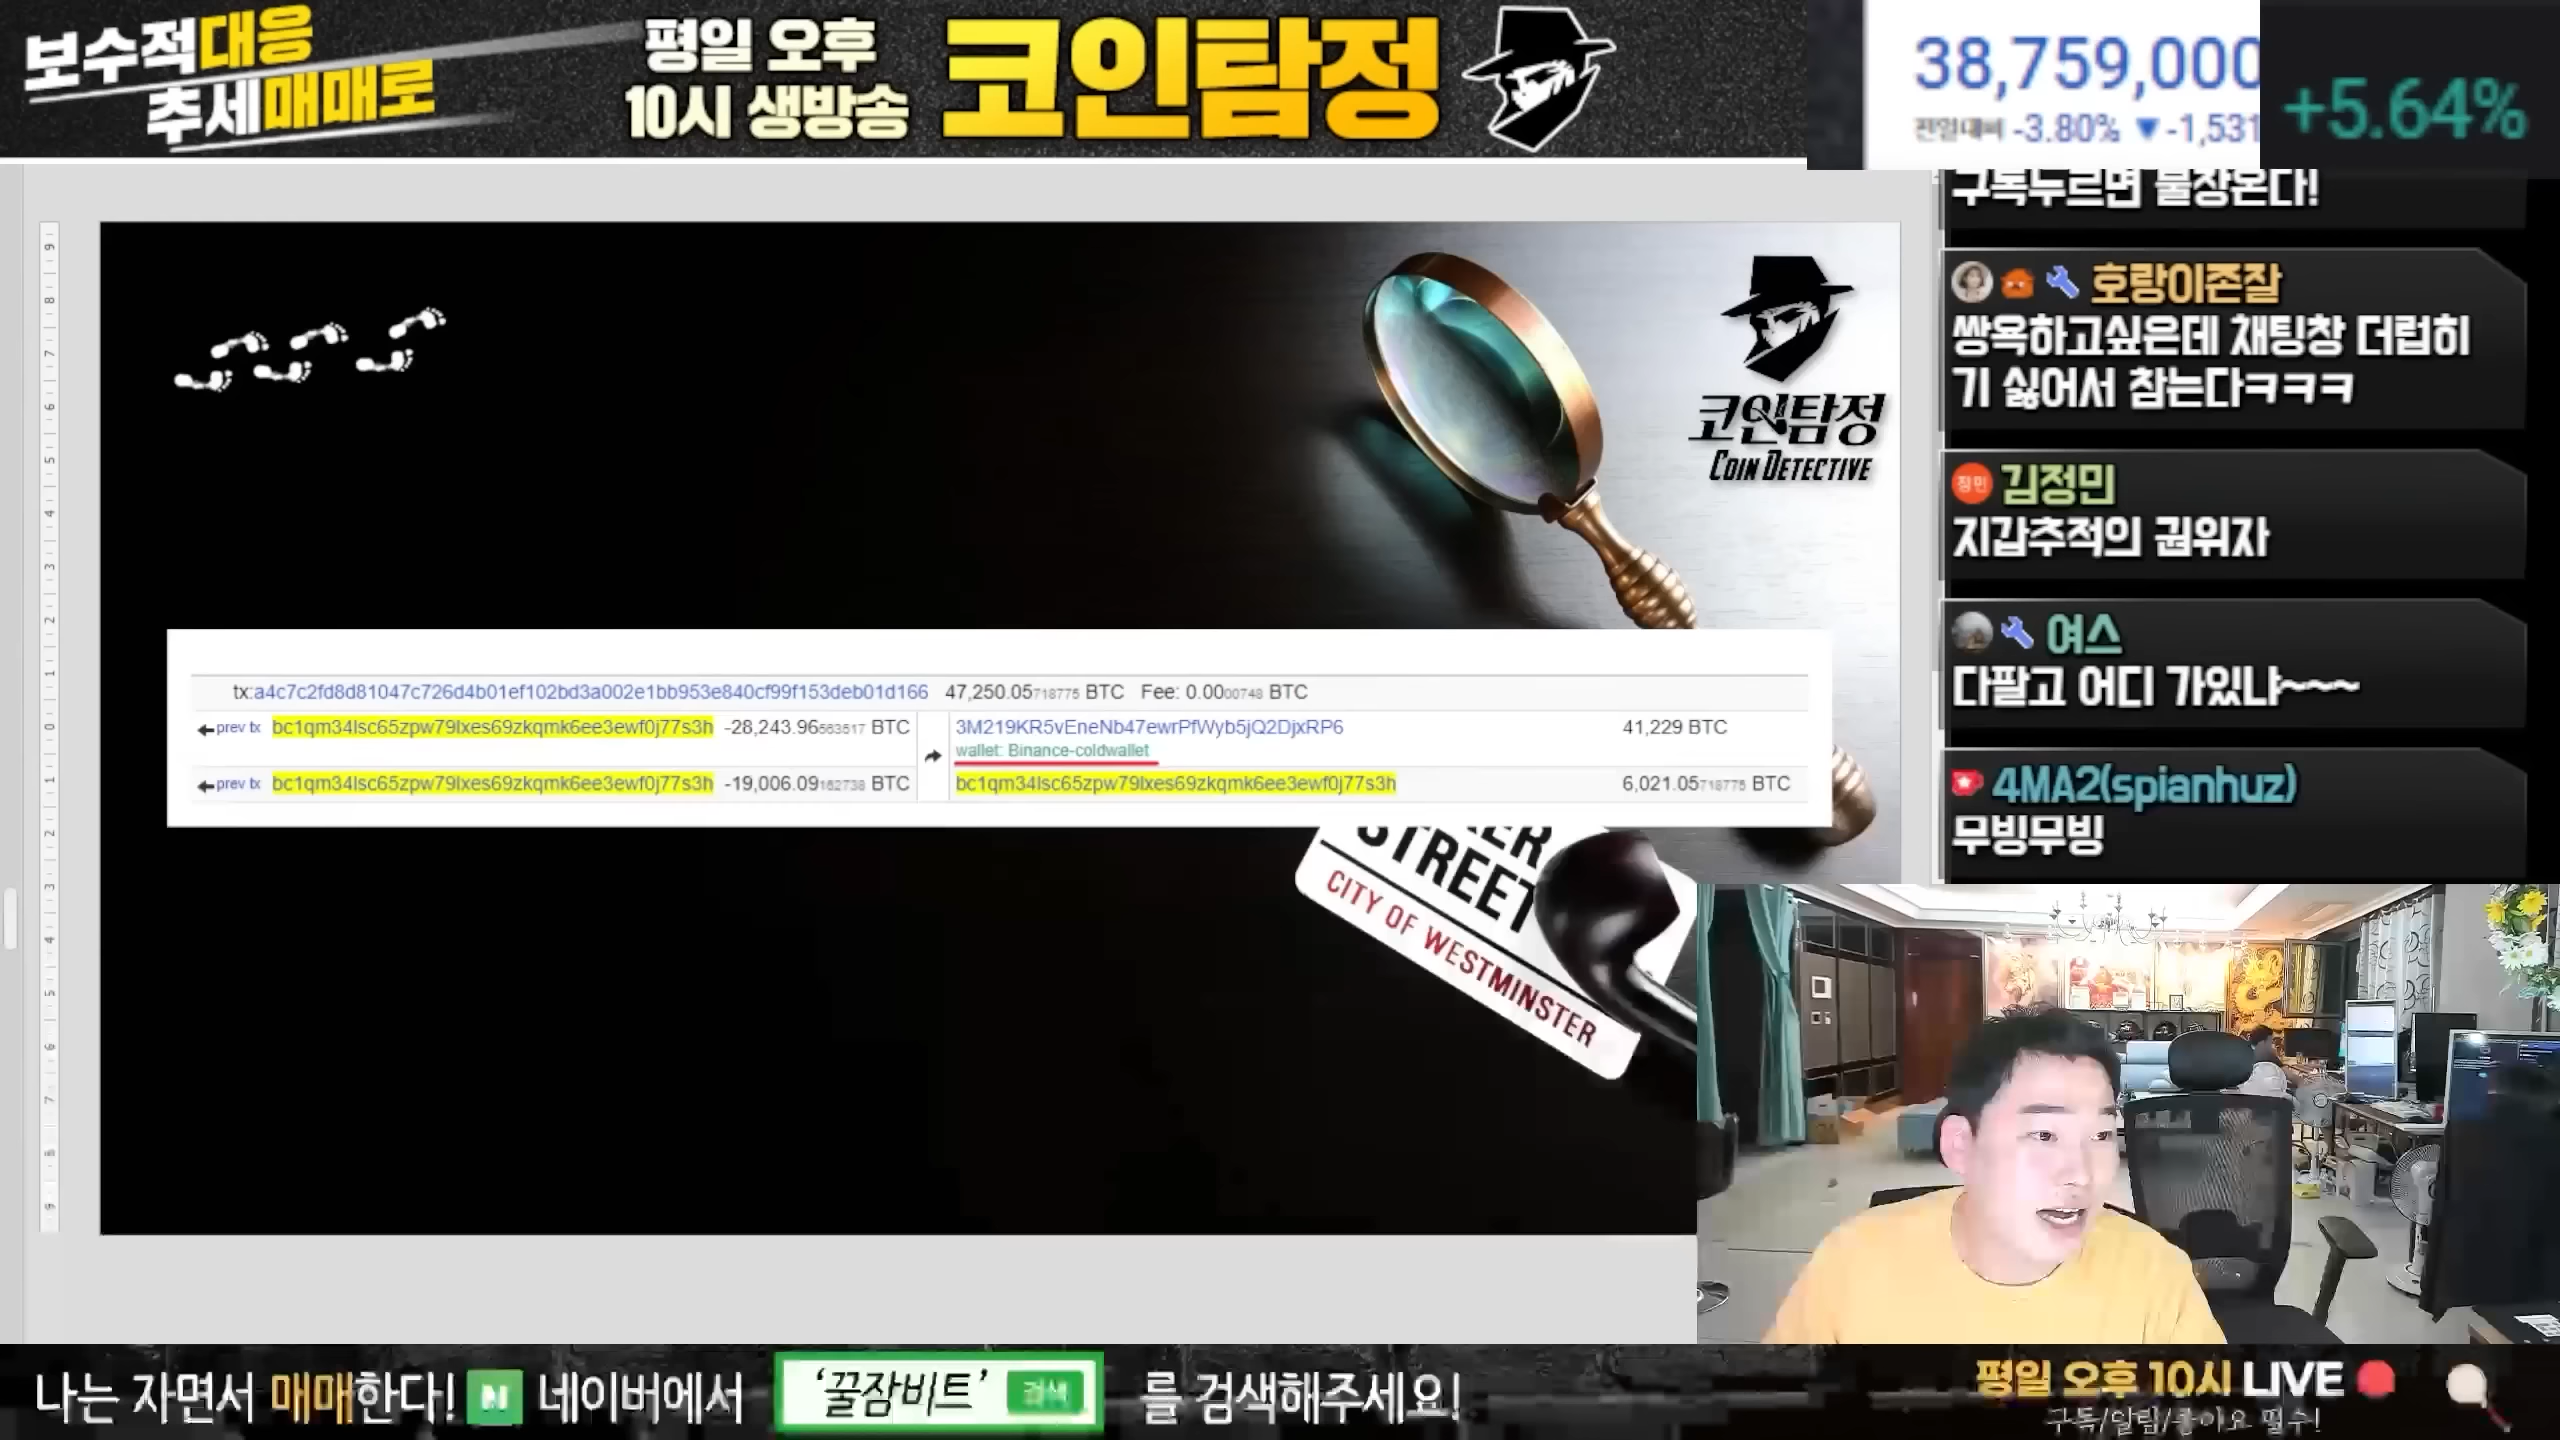 보수적대응
추세매매로
평일 오후
10시 생방송
코인탐정
38,759,000
전일대비 -3.80% ▼-1,531
+5.64%
구독누르면 불장온다!
호랑이존잘
쌍욕하고싶은데 채팅창 더럽히
기 싫어서 참는다ㅋㅋㅋ
정민 김정민
지갑추적의 권위자
여스
다팔고 어디 가있냐~~~
4MA2(spianhuz)
무빙무빙
코인탐정
COIN DETECTIVE
tx:a4c7c2fd8d81047c726d4b01ef102bd3a002e1bb953e840cf99f153deb01d166 47,250.05718775 BTC Fee: 0.0000748 BTC
prev tx bc1qm34lsc65zpw79lxes69zkqmk6ee3ewf0j77s3h -28,243.96563517 BTC
3M219KR5vEneNb47ewrPfWyb5jQ2DjxRP6 41,229 BTC
wallet: Binance-coldwallet
prev tx bc1qm34lsc65zpw79lxes69zkqmk6ee3ewf0j77s3h -19,006.09162738 BTC
bc1qm34lsc65zpw79lxes69zkqmk6ee3ewf0j77s3h 6,021.05718775 BTC
STREET
CITY OF WESTMINSTER
나는 자면서 매매한다! N 네이버에서 '꿀잠비트' 검색 를 검색해주세요!
평일 오후 10시 LIVE
구독/알람/좋아요 필수!